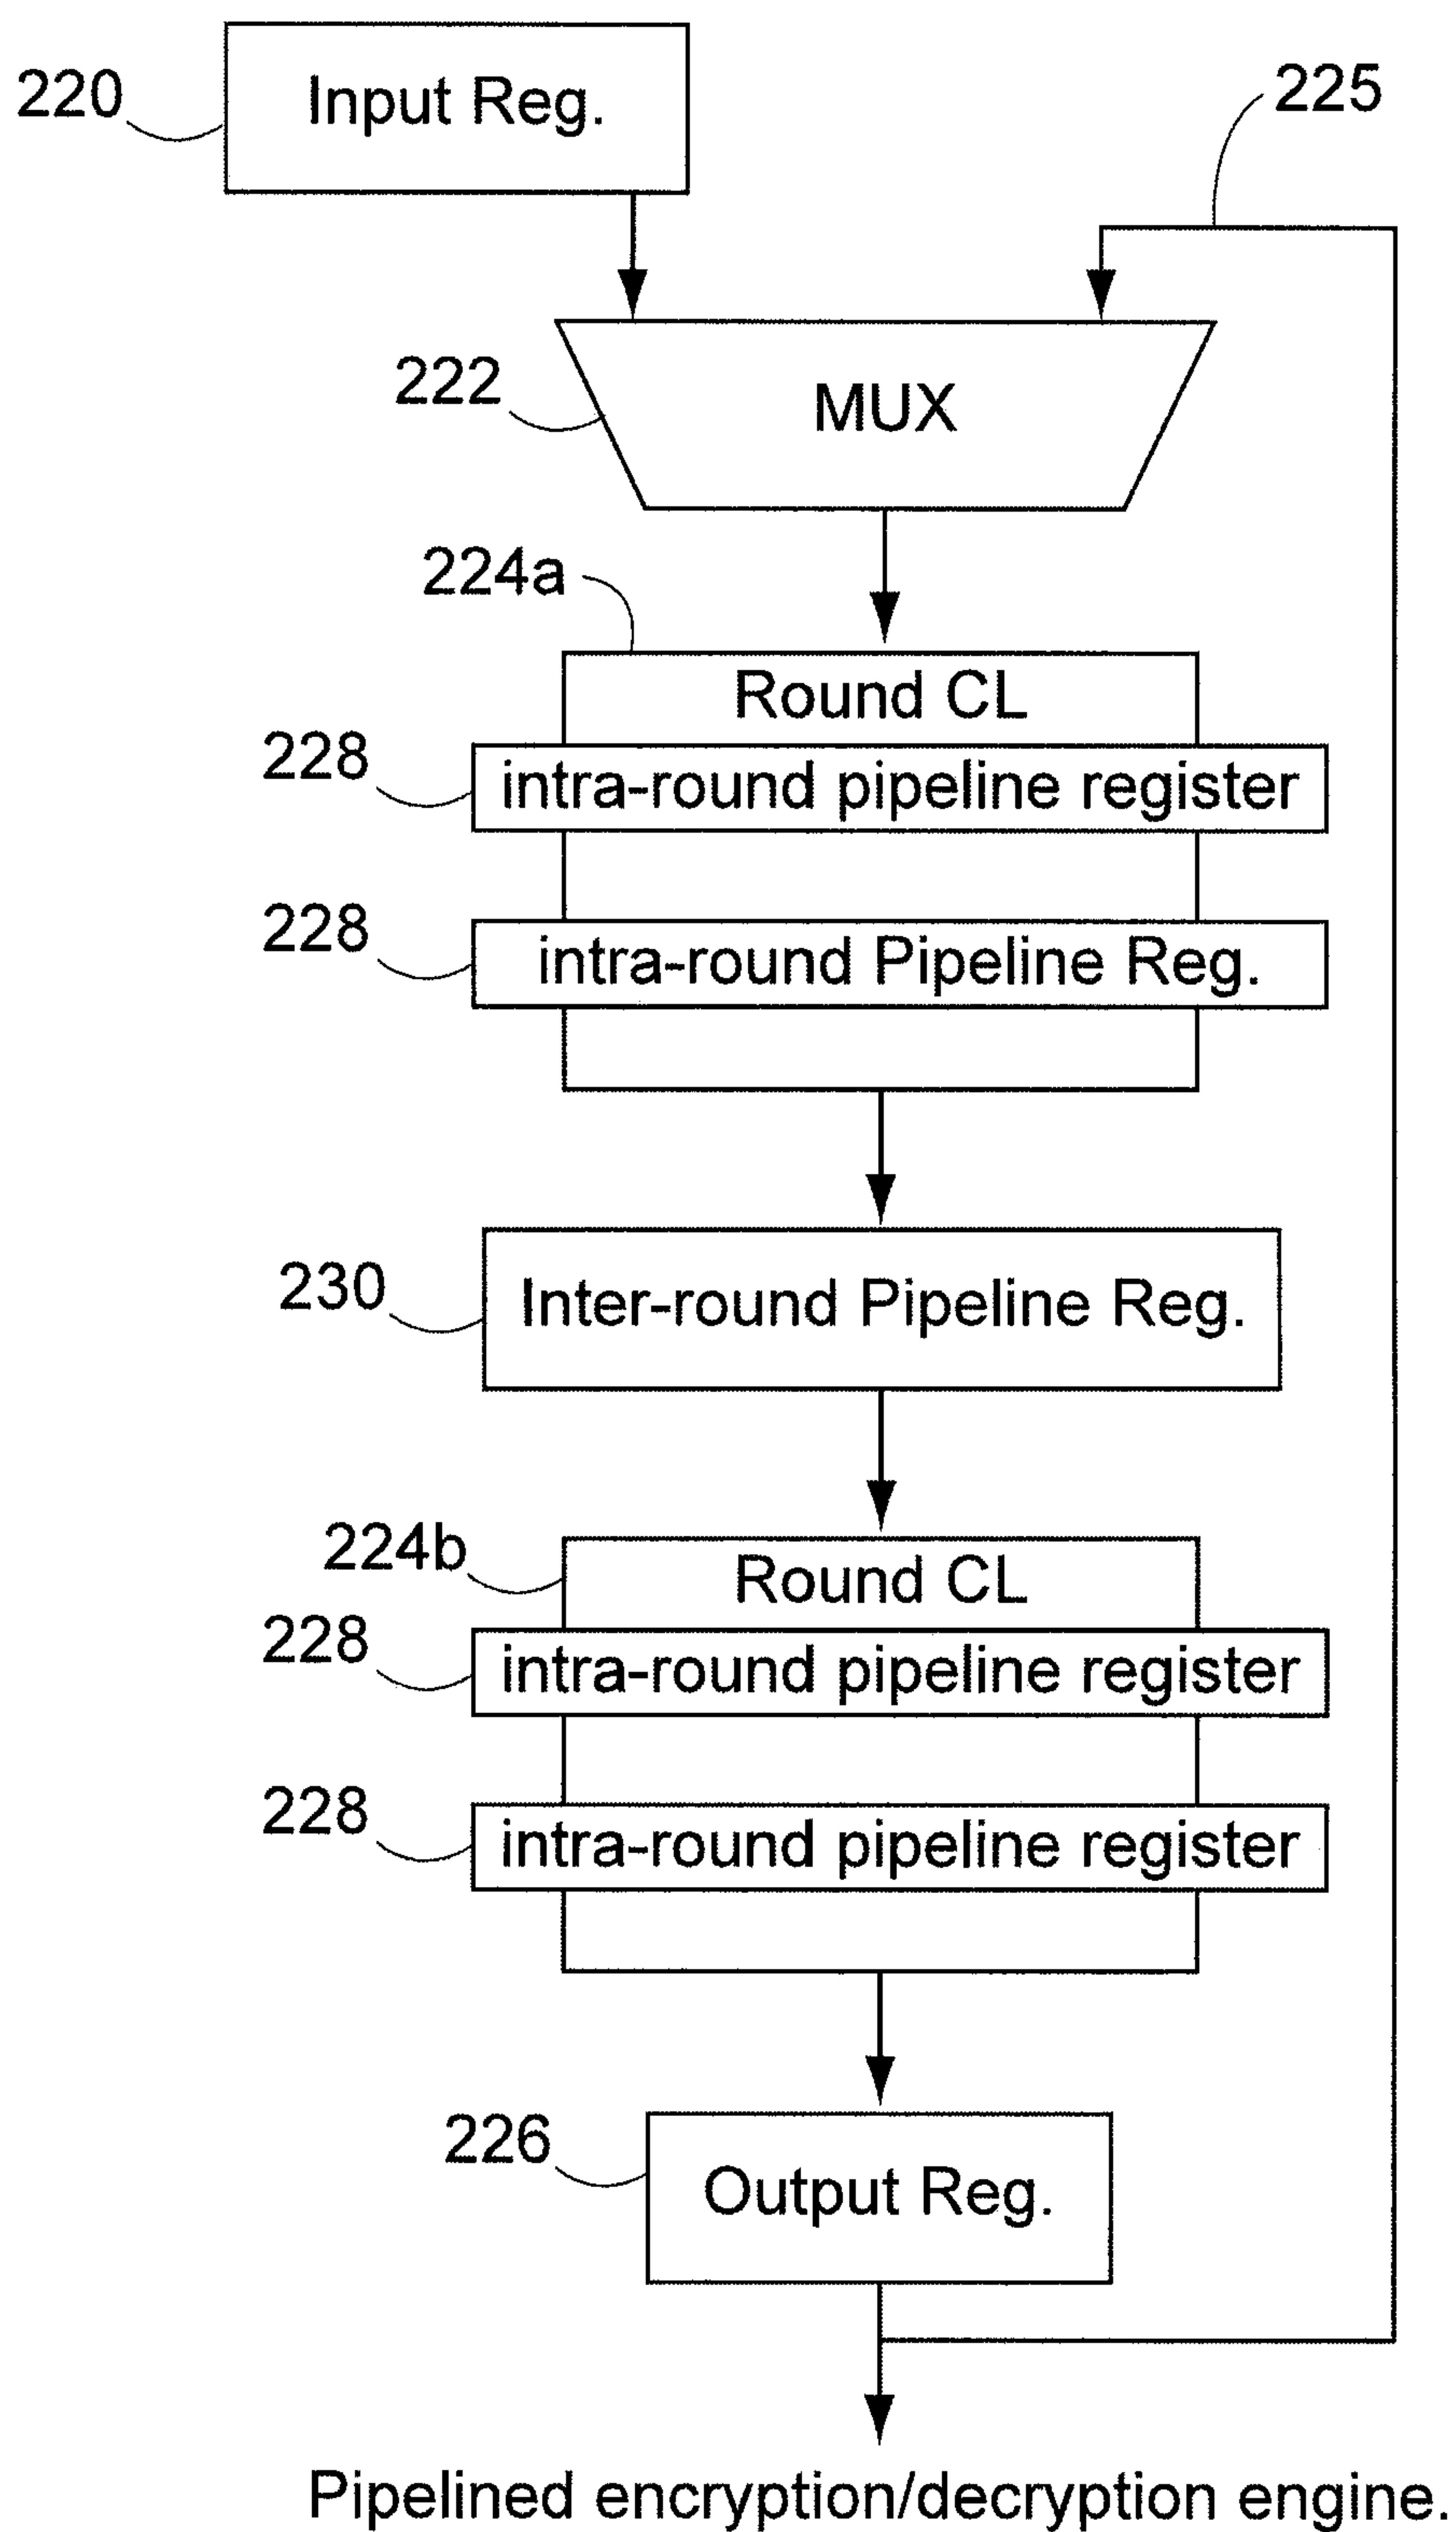 220
Input Reg.
225
222
MUX
224a
Round CL
228
intra-round pipeline register
228
intra-round Pipeline Reg.
230
Inter-round Pipeline Reg.
224b
Round CL
228
intra-round pipeline register
228
intra-round pipeline register
226
Output Reg.
Pipelined encryption/decryption engine.